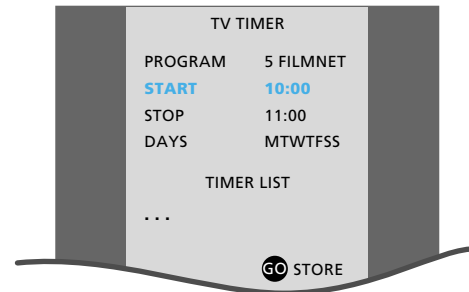 TV TIMER
PROGRAM 5 FILMNET
START 10:00
STOP 11:00
DAYS MTWTFSS
TIMER LIST
...
GO STORE